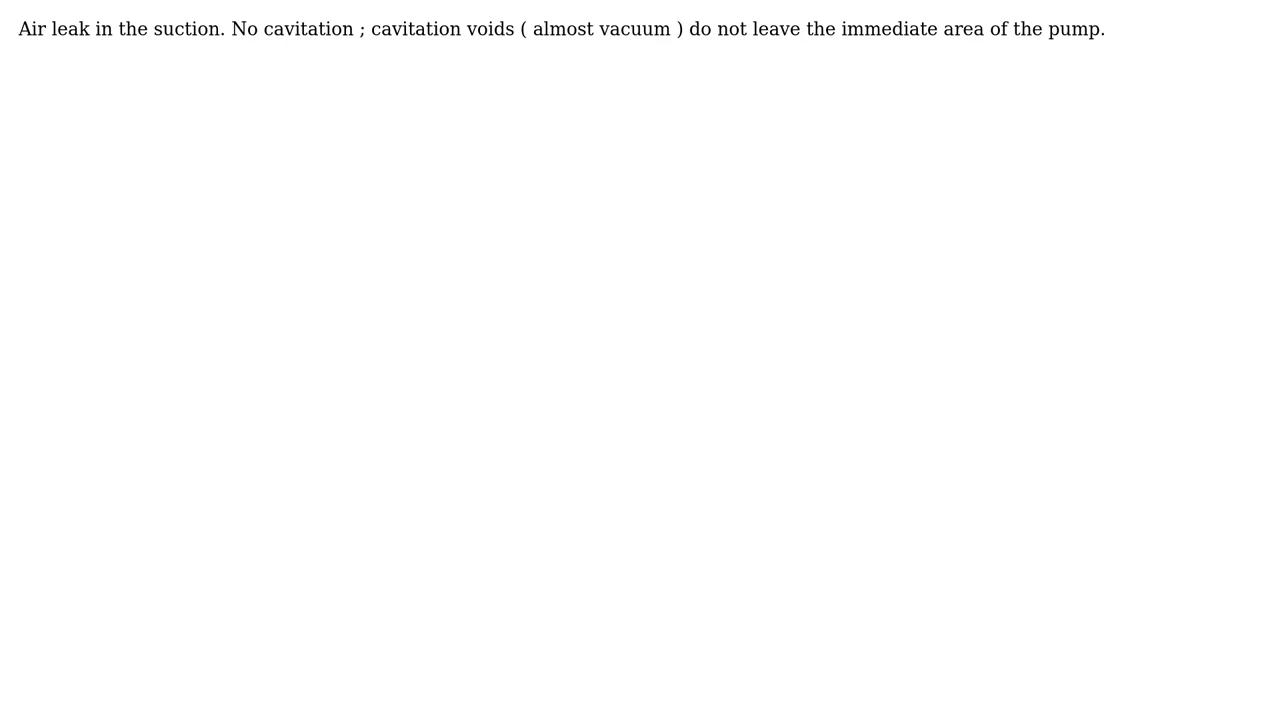 Air leak in the suction. No cavitation ; cavitation voids ( almost vacuum ) do not leave the immediate area of the pump.